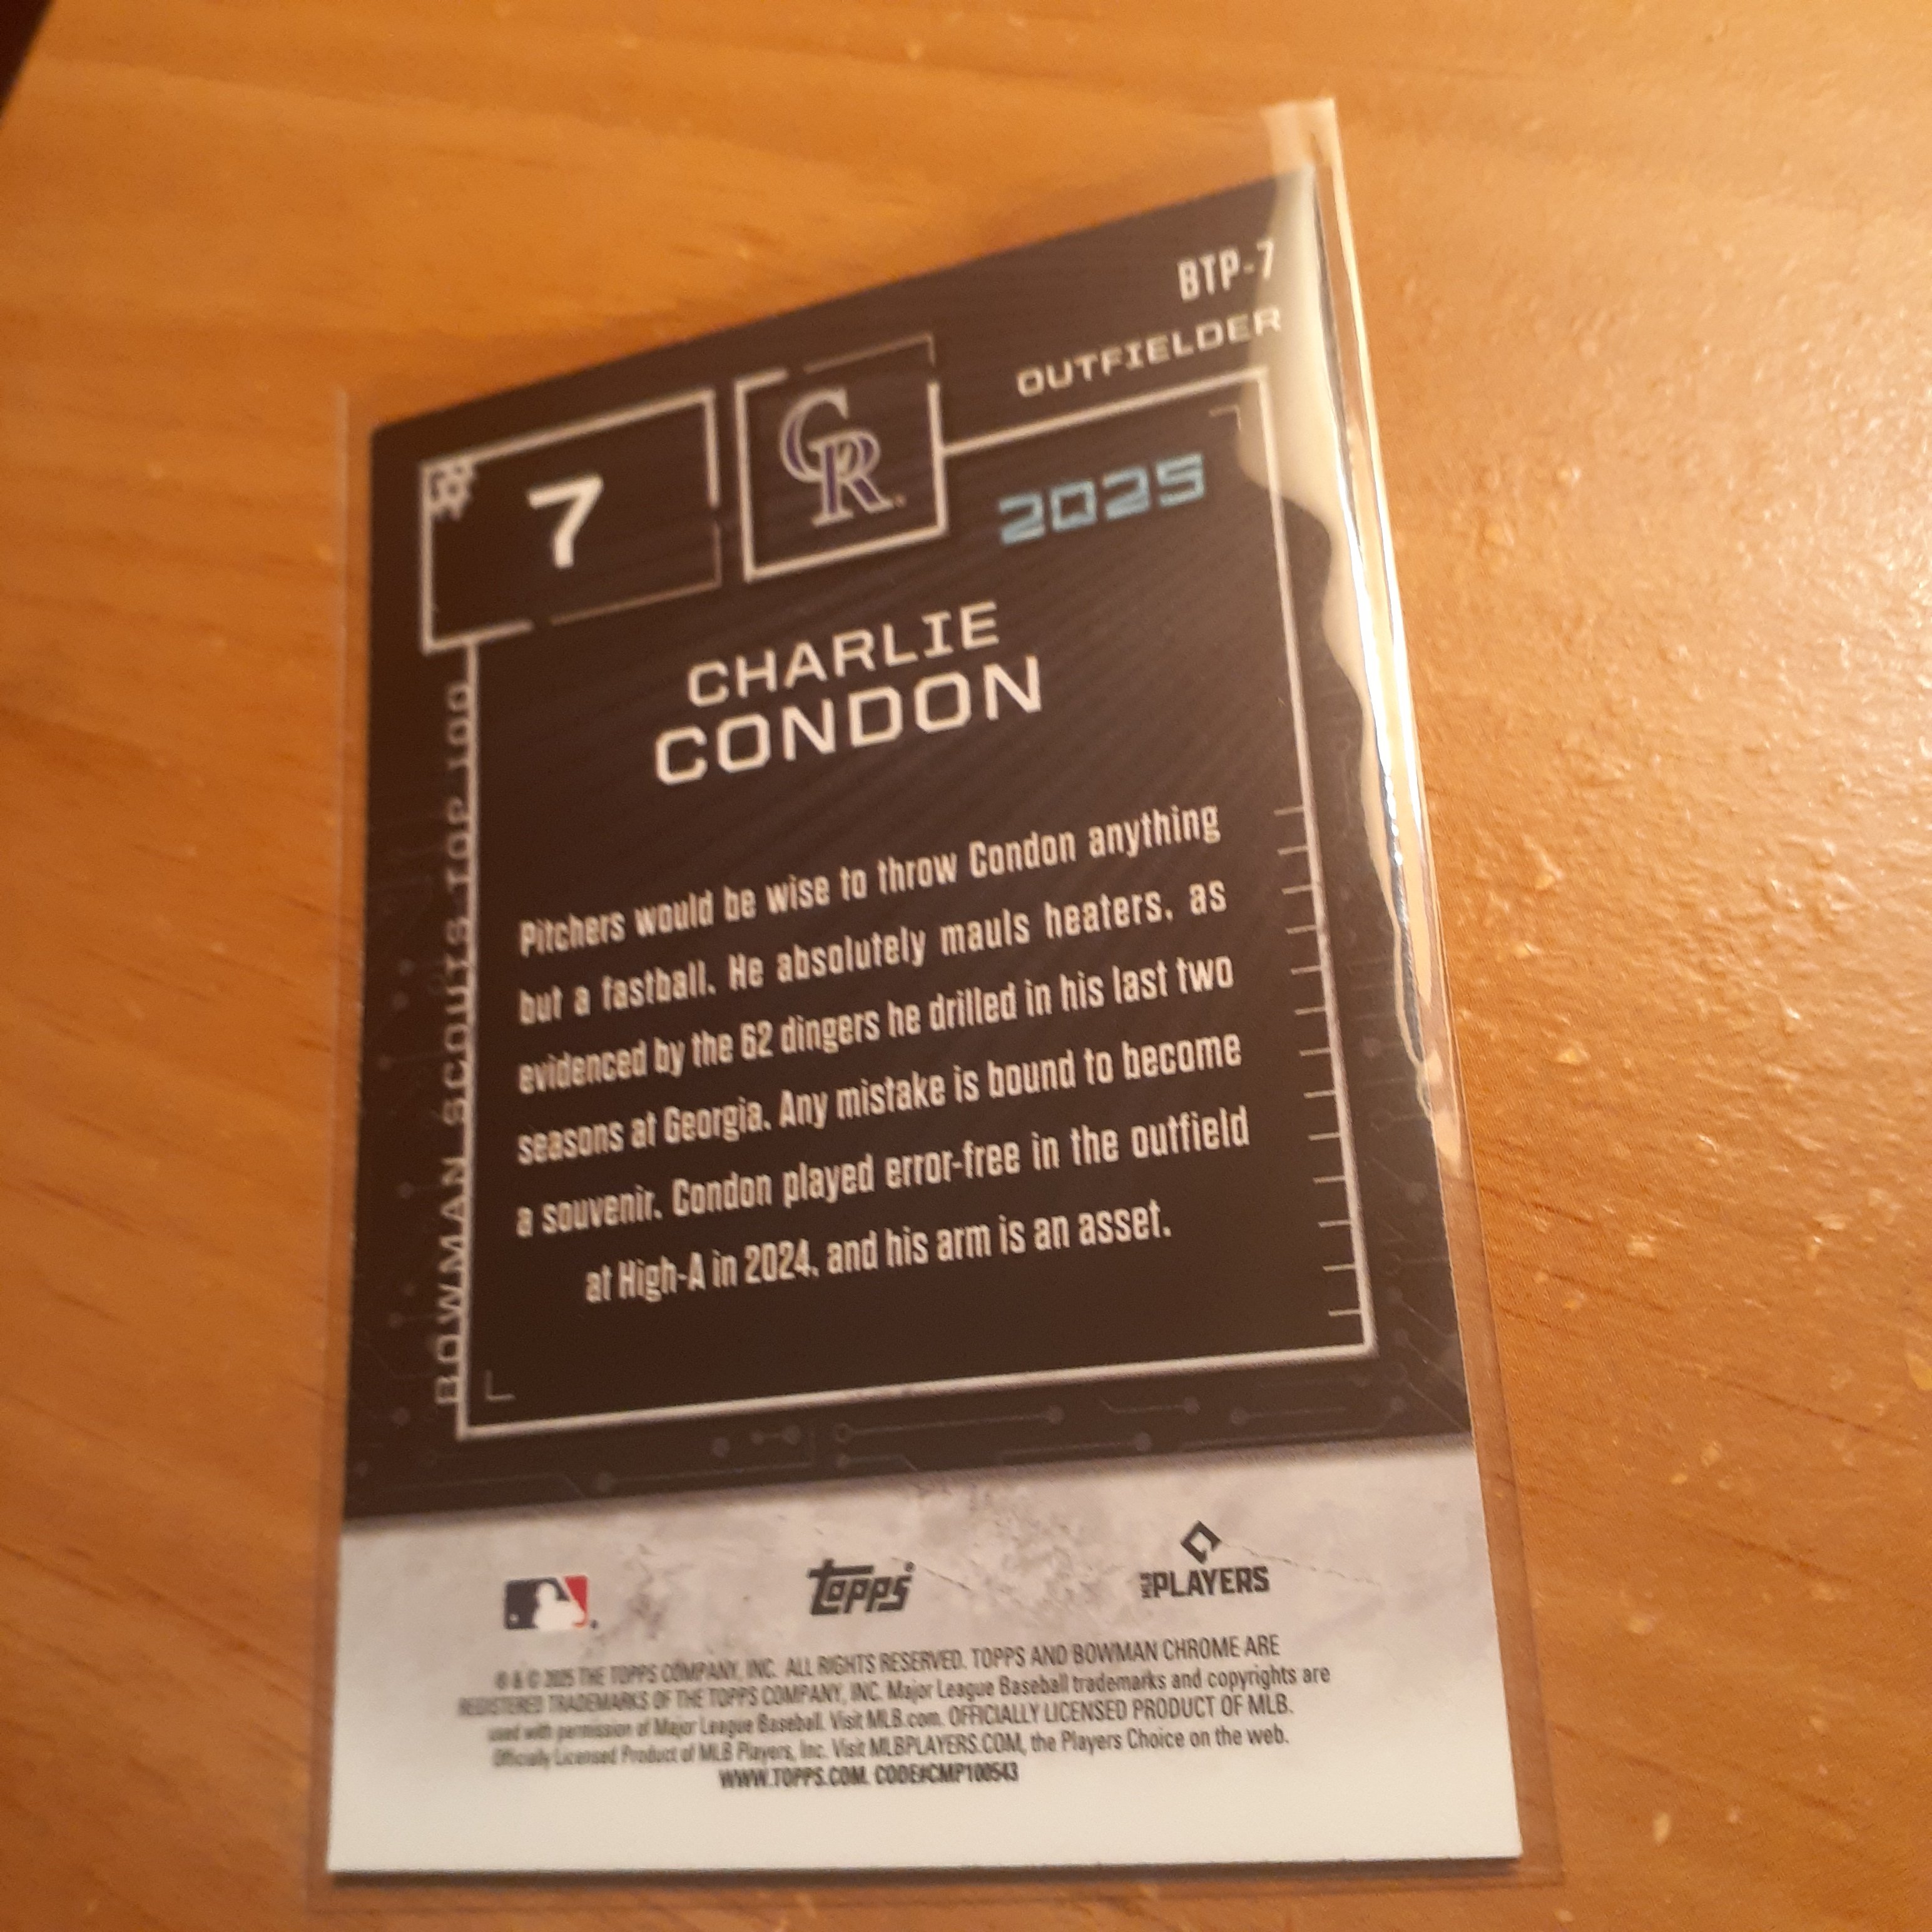 BTP-7
OUTFIELDER
7
CR
2025
CHARLIE
CONDON
BOWMAN SCOUTS TOP 100
Pitchers would be wise to throw Condon anything
but a fastball. He absolutely mauls heaters, as
evidenced by the 62 dingers he drilled in his last two
seasons at Georgia. Any mistake is bound to become
a souvenir. Condon played error-free in the outfield
at High-A in 2024, and his arm is an asset.
topps
MLB PLAYERS
® & © 2025 THE TOPPS COMPANY, INC. ALL RIGHTS RESERVED. TOPPS AND BOWMAN CHROME ARE
REGISTERED TRADEMARKS OF THE TOPPS COMPANY, INC. Major League Baseball trademarks and copyrights are
used with permission of Major League Baseball. Visit MLB.com. OFFICIALLY LICENSED PRODUCT OF MLB.
Officially Licensed Product of MLB Players, Inc. Visit MLBPLAYERS.COM, the Players Choice on the web.
WWW.TOPPS.COM. CODE#CMP100543